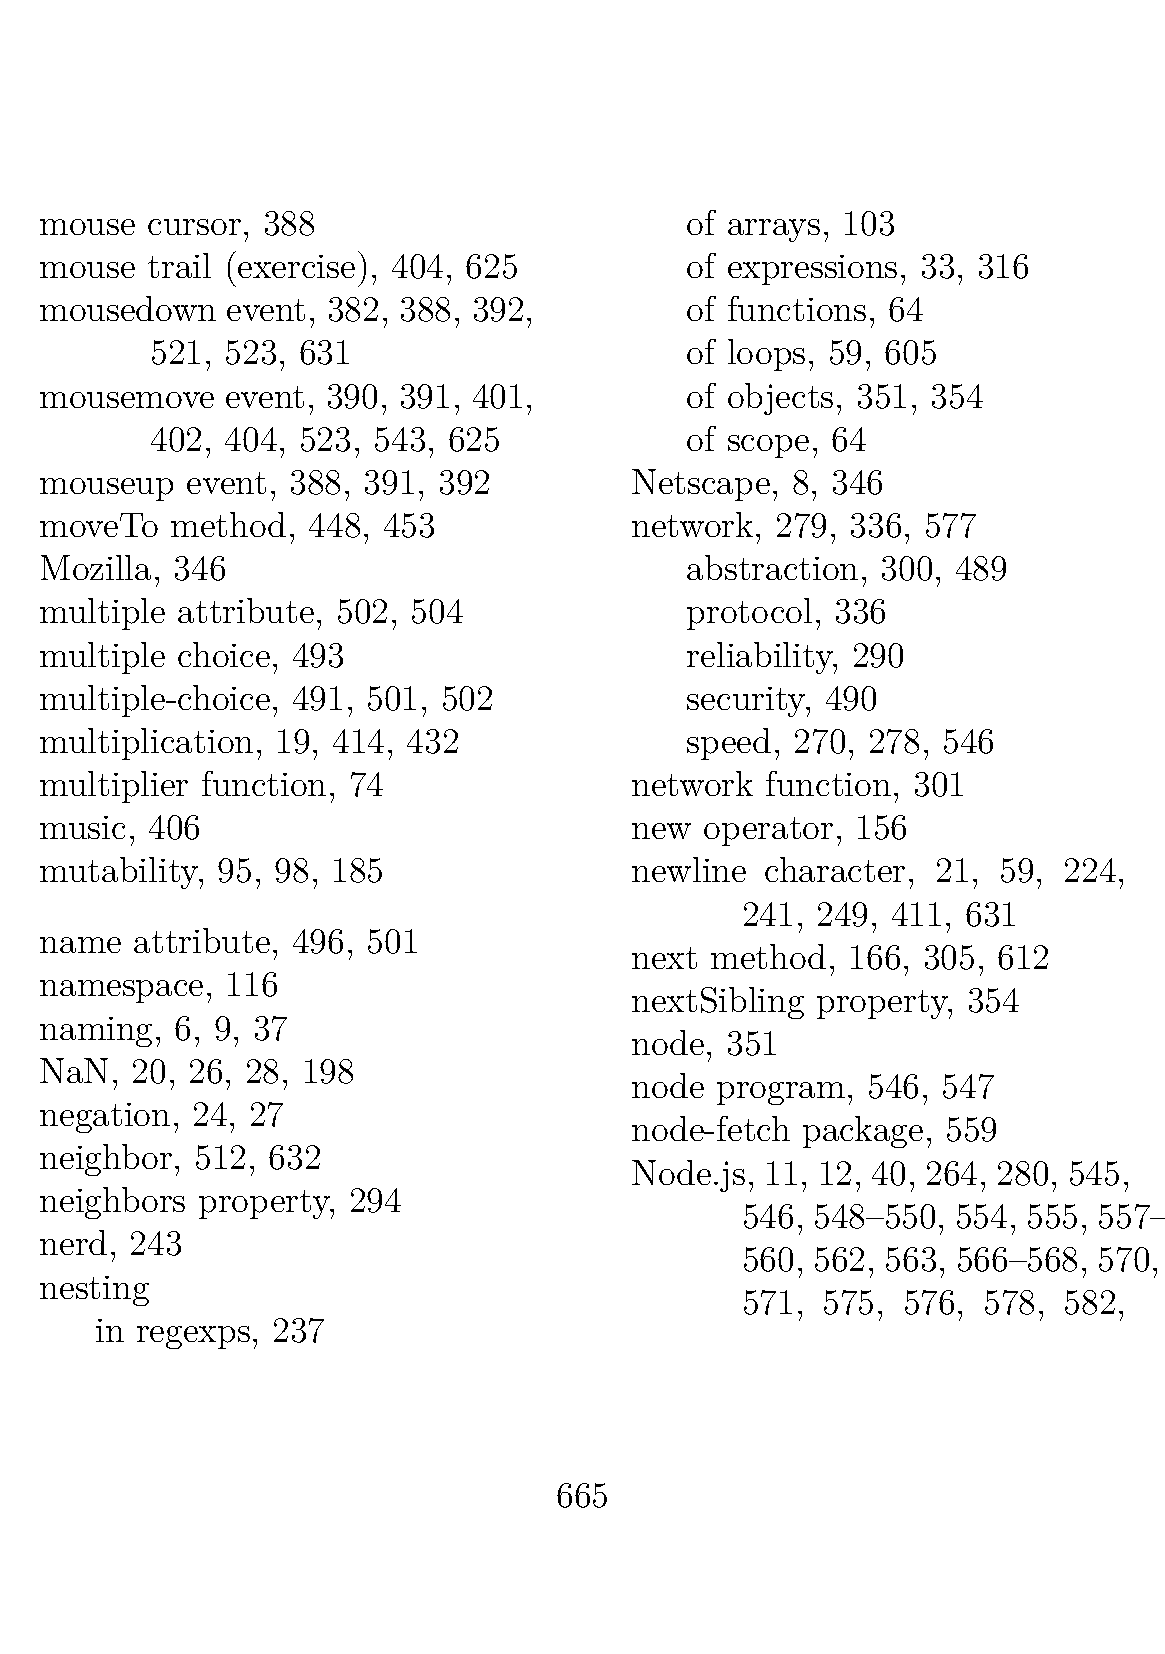 mouse cursor, 388
mouse trail (exercise), 404, 625
mousedown event, 382, 388, 392,
521, 523, 631
mousemove event, 390, 391, 401,
402, 404, 523, 543, 625
mouseup event, 388, 391, 392
moveTo method, 448, 453
Mozilla, 346
multiple attribute, 502, 504
multiple choice, 493
multiple-choice, 491, 501, 502
multiplication, 19, 414, 432
multiplier function, 74
music, 406
mutability, 95, 98, 185
name attribute, 496, 501
namespace, 116
naming, 6, 9, 37
NaN, 20, 26, 28, 198
negation, 24, 27
neighbor, 512, 632
neighbors property, 294
nerd, 243
nesting
in regexps, 237
of arrays, 103
of expressions, 33, 316
of functions, 64
of loops, 59, 605
of objects, 351, 354
of scope, 64
Netscape, 8, 346
network, 279, 336, 577
abstraction, 300, 489
protocol, 336
reliability, 290
security, 490
speed, 270, 278, 546
network function, 301
new operator, 156
newline character, 21, 59, 224,
241, 249, 411, 631
next method, 166, 305, 612
nextSibling property, 354
node, 351
node program, 546, 547
node-fetch package, 559
Node.js, 11, 12, 40, 264, 280, 545,
546, 548–550, 554, 555, 557–
560, 562, 563, 566–568, 570,
571, 575, 576, 578, 582,
665